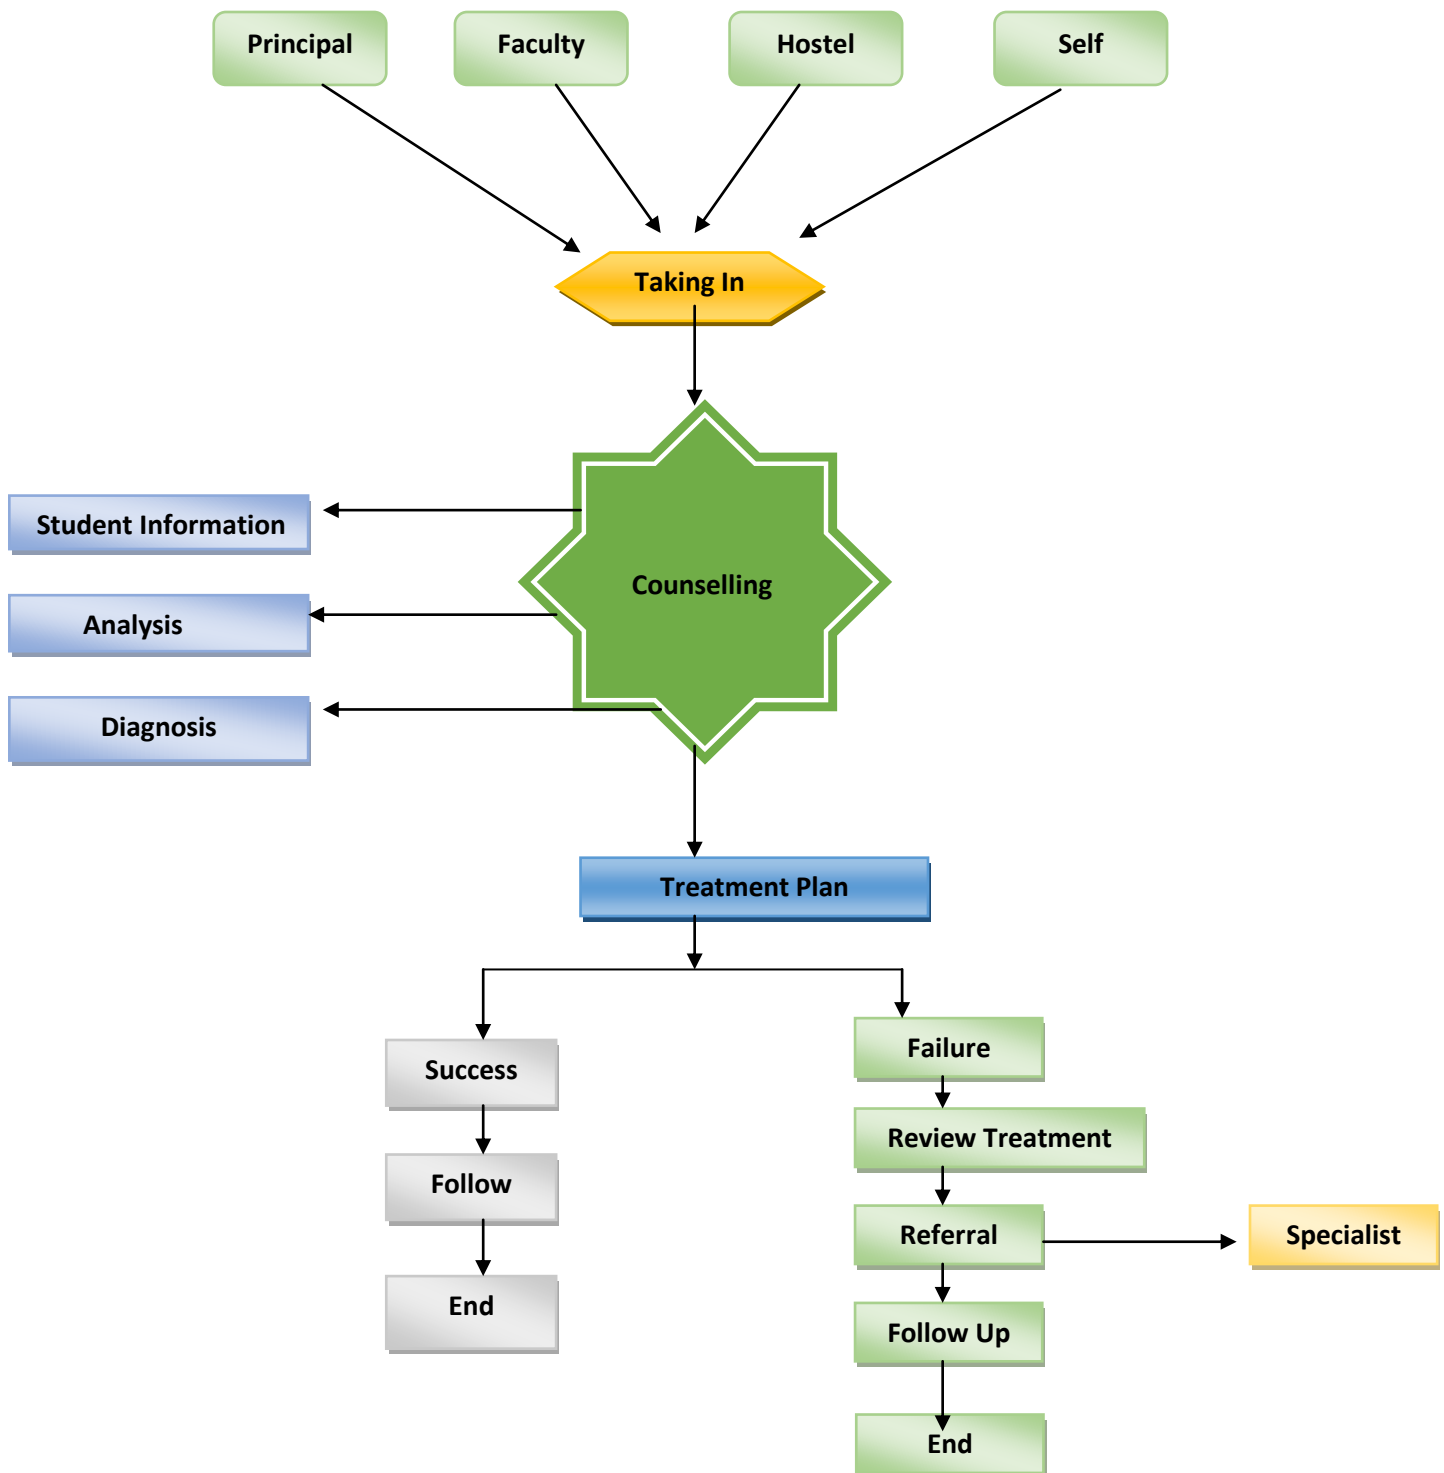 Principal
Faculty
Hostel
Self
Taking In
Counselling
Student Information
Analysis
Diagnosis
Treatment Plan
Success
Follow
End
Failure
Review Treatment
Referral
Specialist
Follow Up
End